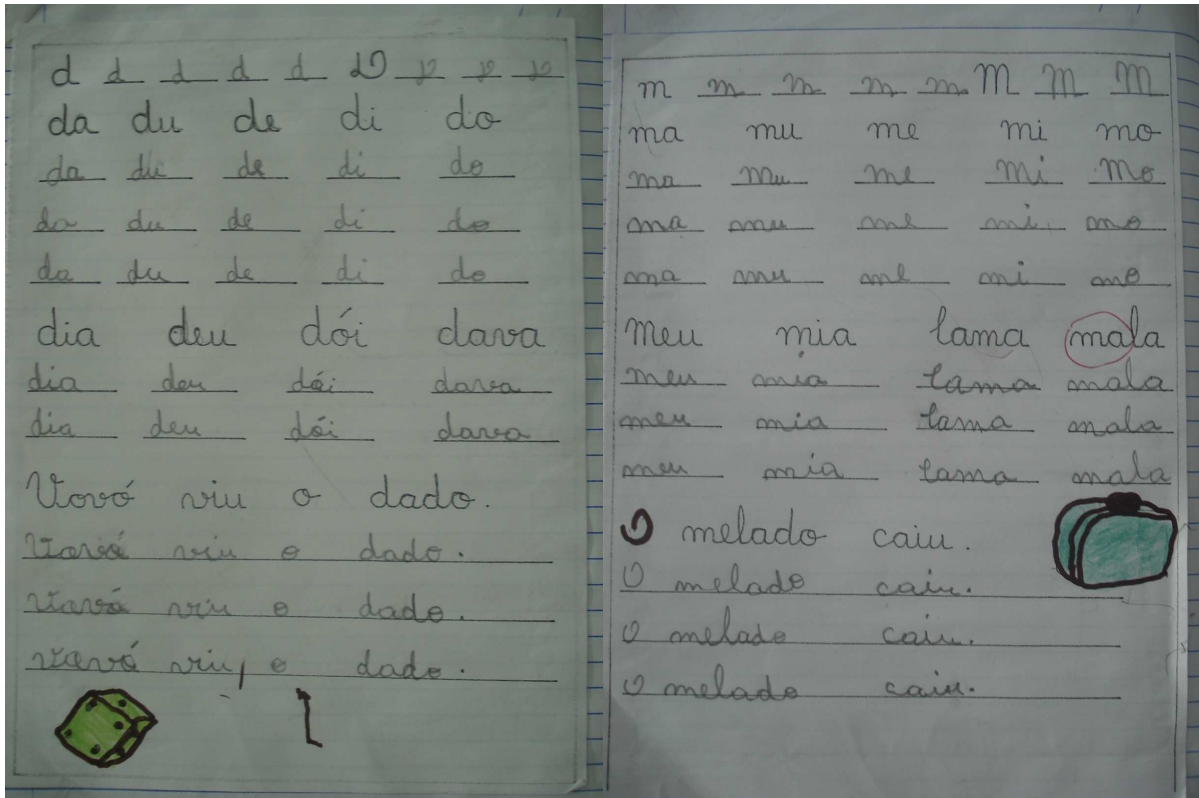 d d d d d D D D D
da du de di do
da du de di do
da du de di do
da du de di do
dia deu dói dava
dia deu dói dava
dia deu dói dava
Vovó viu o dado.
Vavá viu o dado.
Vavá viu o dado.
Vavá viu, o dado.
m m m m m M M M
ma mu me mi mo
ma mu me mi mo
ma mu me mi mo
ma mu me mi mo
meu mia lama mala
meu mia lama mala
meu mia lama mala
meu mia lama mala
O melado caiu.
O melado caiu.
O melado caiu.
O melado caiu.